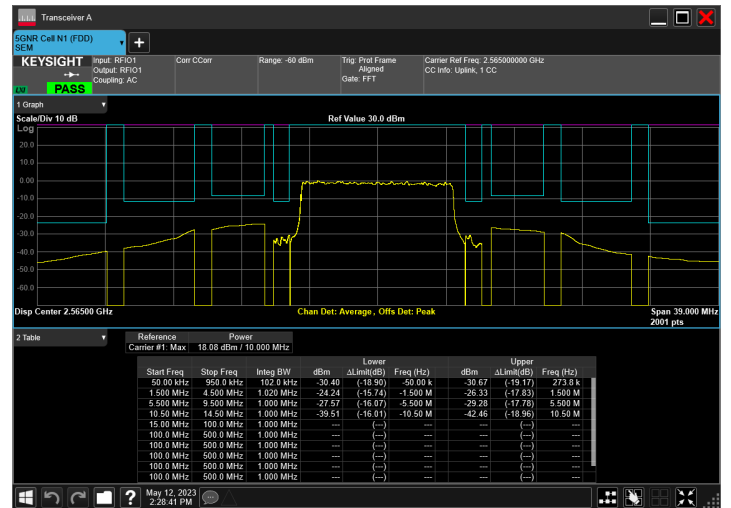 Transceiver A
5GNR Cell N1 (FDD)
SEM
KEYSIGHT
LXI
PASS
Input: RFIO1
Output: RFIO1
Coupling: AC
Corr CCorr
Range: -60 dBm
Trig: Prot Frame
Aligned
Gate: FFT
Carrier Ref Freq: 2.565000000 GHz
CC Info: Uplink, 1 CC
1 Graph
Scale/Div 10 dB
Ref Value 30.0 dBm
Log
20.0
10.0
0.00
-10.0
-20.0
-30.0
-40.0
-50.0
-60.0
Disp Center 2.56500 GHz
Chan Det: Average , Offs Det: Peak
Span 39.000 MHz
2001 pts
2 Table
Reference Power
Carrier #1: Max 18.08 dBm / 10.000 MHz
Lower Upper
Start Freq Stop Freq Integ BW dBm ΔLimit(dB) Freq (Hz) dBm ΔLimit(dB) Freq (Hz)
50.00 kHz 950.0 kHz 102.0 kHz -30.40 (-18.90) -50.00 k -30.67 (-19.17) 273.8 k
1.500 MHz 4.500 MHz 1.020 MHz -24.24 (-15.74) -1.500 M -26.33 (-17.83) 1.500 M
5.500 MHz 9.500 MHz 1.000 MHz -27.57 (-16.07) -5.500 M -29.28 (-17.78) 5.500 M
10.50 MHz 14.50 MHz 1.000 MHz -39.51 (-16.01) -10.50 M -42.46 (-18.96) 10.50 M
15.00 MHz 100.0 MHz 1.000 MHz --- (---) --- --- (---) ---
100.0 MHz 500.0 MHz 1.000 MHz --- (---) --- --- (---) ---
100.0 MHz 500.0 MHz 1.000 MHz --- (---) --- --- (---) ---
100.0 MHz 500.0 MHz 1.000 MHz --- (---) --- --- (---) ---
100.0 MHz 500.0 MHz 1.000 MHz --- (---) --- --- (---) ---
100.0 MHz 500.0 MHz 1.000 MHz --- (---) --- --- (---) ---
?
May 12, 2023
2:28:41 PM